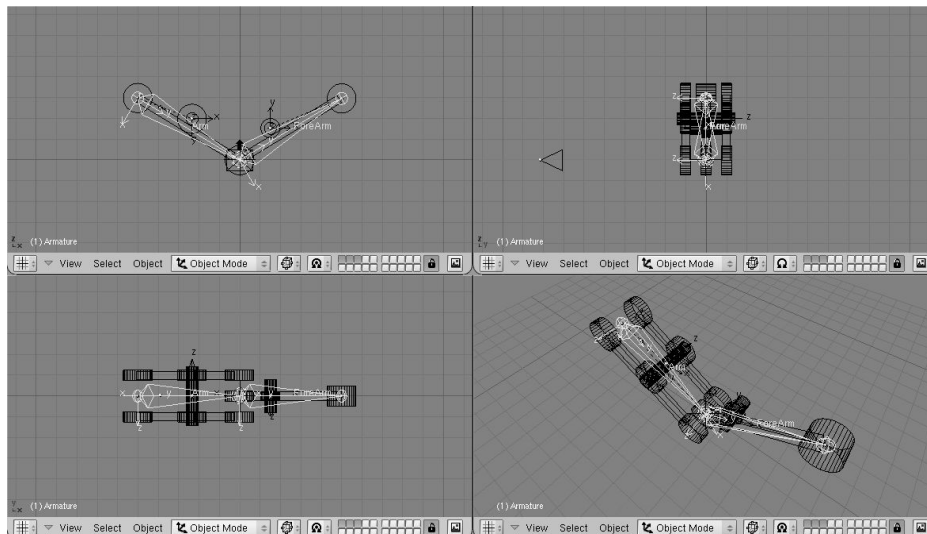 y
x
Arm
x
y
ForeArm
x
z
x
(1) Armature
View Select Object Object Mode
z
ForeArm
z
z
x
z
y
(1) Armature
View Select Object Object Mode
z
x y Arm x y ForeArm
z z
y
x
(1) Armature
View Select Object Object Mode
z
Arm
ForeArm
(1) Armature
View Select Object Object Mode